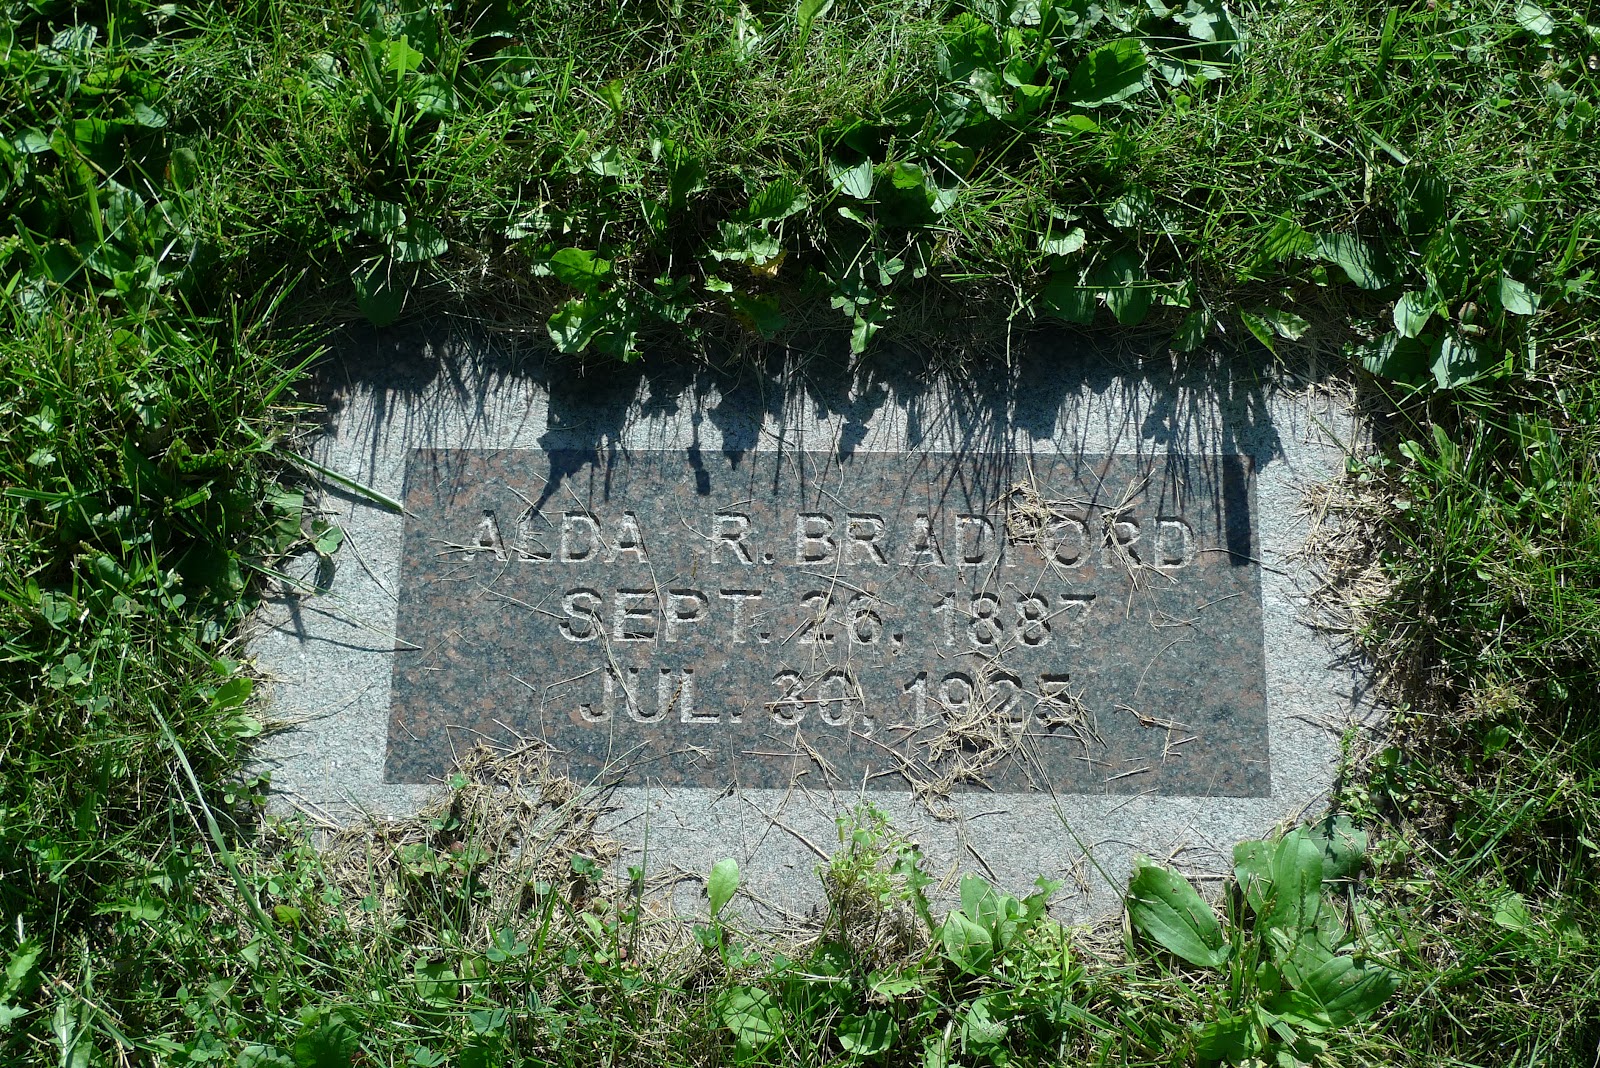 ALDA R. BRADFORD
SEPT. 26, 1887
JUL. 30, 1925